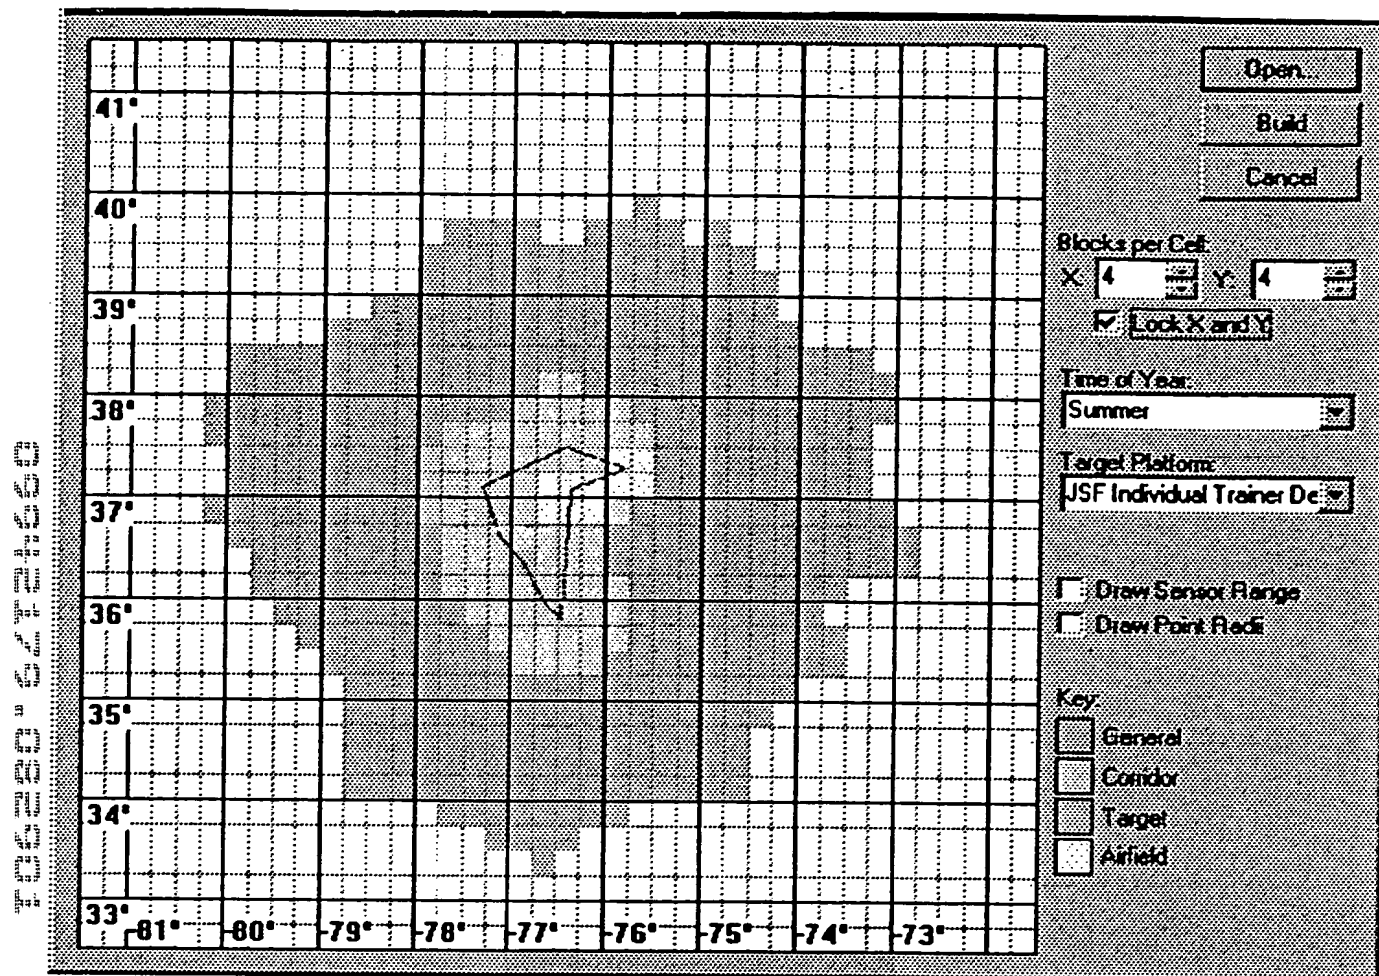 41°
40°
39°
38°
37°
36°
35°
34°
33°
-81° -80° -79° -78° -77° -76° -75° -74° -73°
Open...
Build
Cancel
Blocks per Cell:
X: 4 Y: 4
Lock X and Y
Time of Year:
Summer
Target Platform:
JSF Individual Trainer De
Draw Sensor Range
Draw Point Radii
Key:
General
Corridor
Target
Airfield